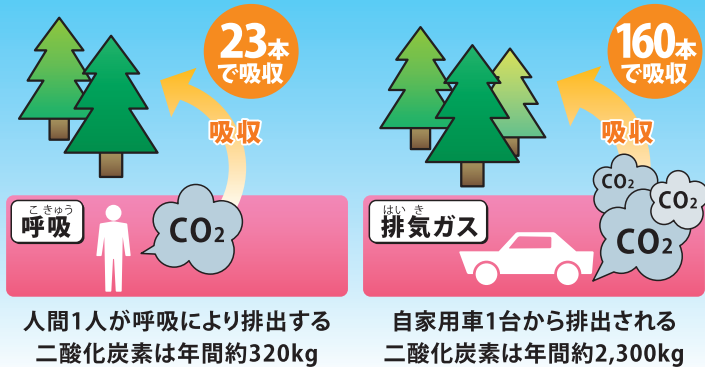 23本
で吸収
吸収
こきゅう
呼吸
CO2
人間1人が呼吸により排出する
二酸化炭素は年間約320kg
160本
で吸収
吸収
はいき
排気ガス
CO2
CO2
CO2
自家用車1台から排出される
二酸化炭素は年間約2,300kg